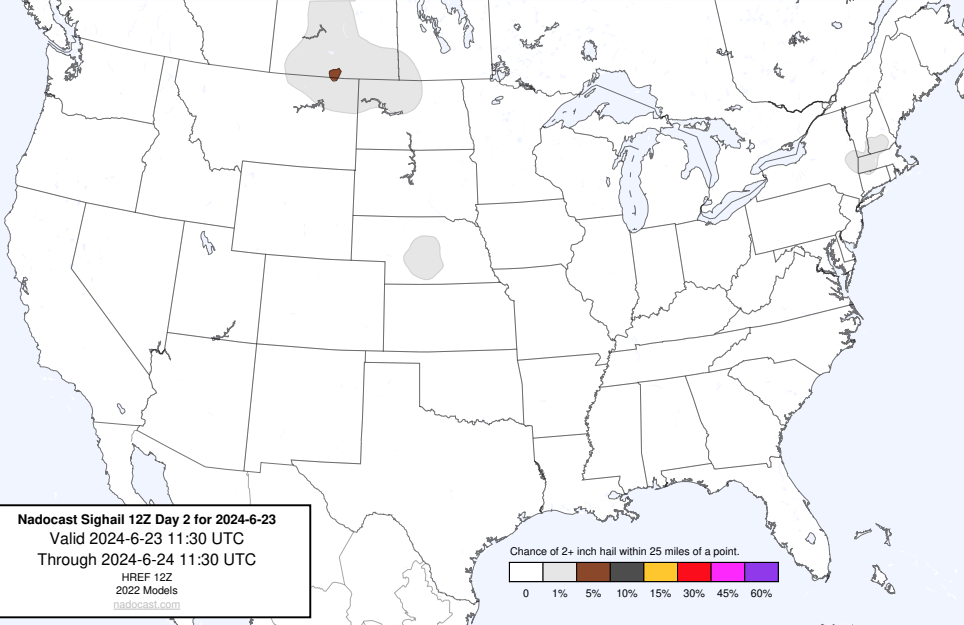 Nadocast Sighail 12Z Day 2 for 2024-6-23
Valid 2024-6-23 11:30 UTC
Through 2024-6-24 11:30 UTC
HREF 12Z
2022 Models
nadocast.com
Chance of 2+ inch hail within 25 miles of a point.
0 1% 5% 10% 15% 30% 45% 60%